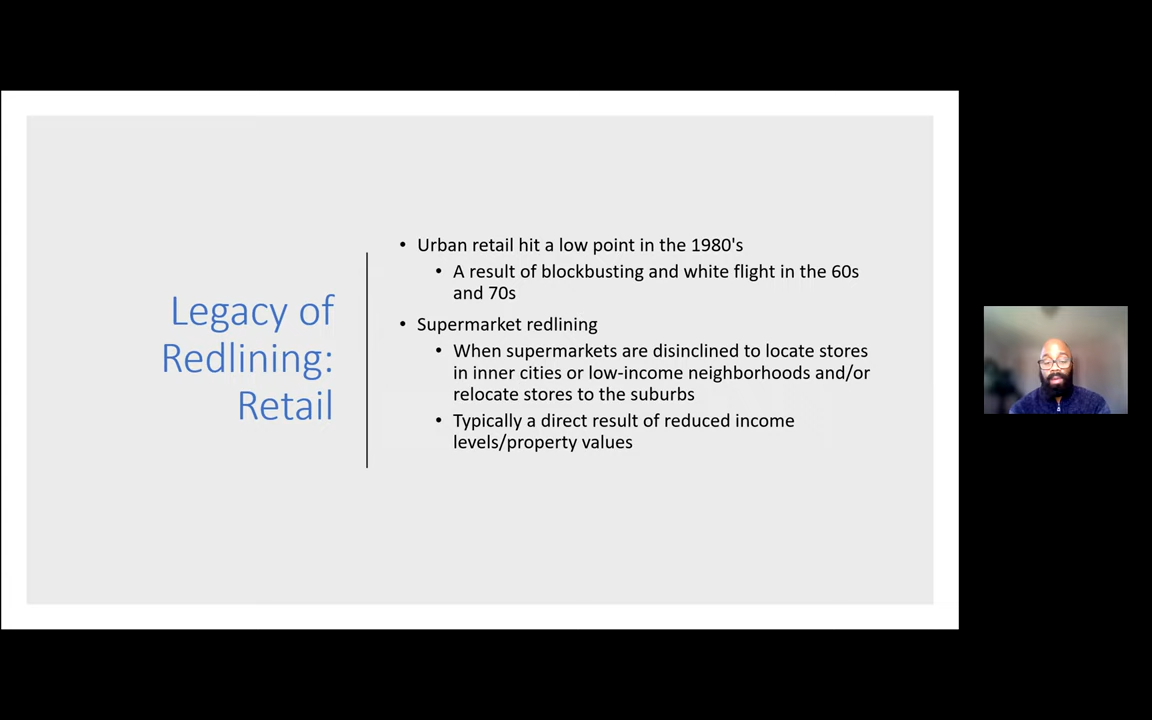 Legacy of
Redlining:
Retail
• Urban retail hit a low point in the 1980's
• A result of blockbusting and white flight in the 60s
and 70s
• Supermarket redlining
• When supermarkets are disinclined to locate stores
in inner cities or low-income neighborhoods and/or
relocate stores to the suburbs
• Typically a direct result of reduced income
levels/property values